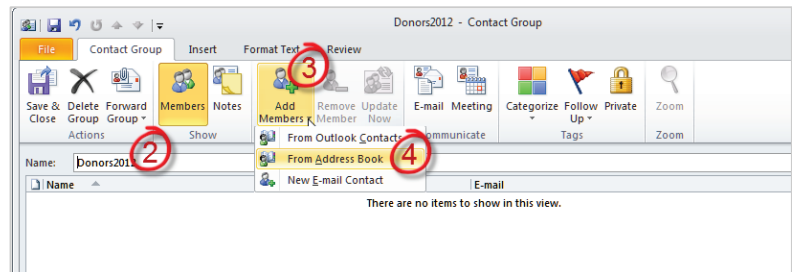 Donors2012 - Contact Group
File Contact Group Insert Format Text Review
3
Save & Close Delete Group Forward Group Members Notes Add Members Remove Member Update Now E-mail Meeting Categorize Follow Up Private Zoom
Actions Show Communicate Tags Zoom
2
From Outlook Contacts
Name: Donors2012
From Address Book 4
New E-mail Contact
Name E-mail
There are no items to show in this view.